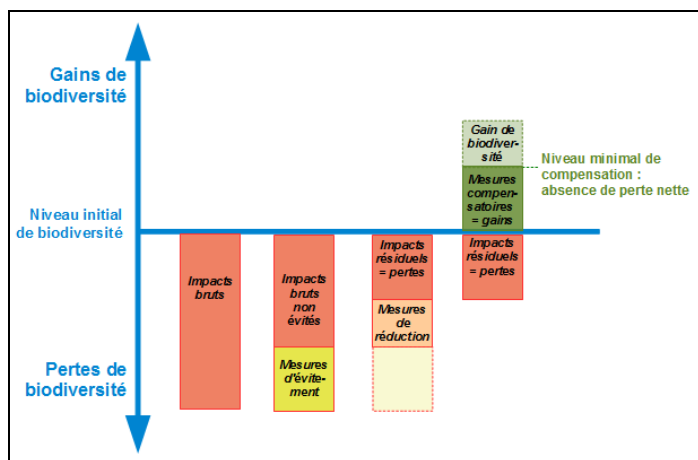 Gains de
biodiversité
Niveau initial
de biodiversité
Pertes de
biodiversité
Impacts
bruts
Impacts
bruts
non
évités
Mesures
d'évite-
ment
Impacts
résiduels
= pertes
Mesures
de
réduction
Gain de
biodiver-
sité
Mesures
compen-
satoires
= gains
Impacts
résiduels
= pertes
Niveau minimal de
compensation :
absence de perte nette